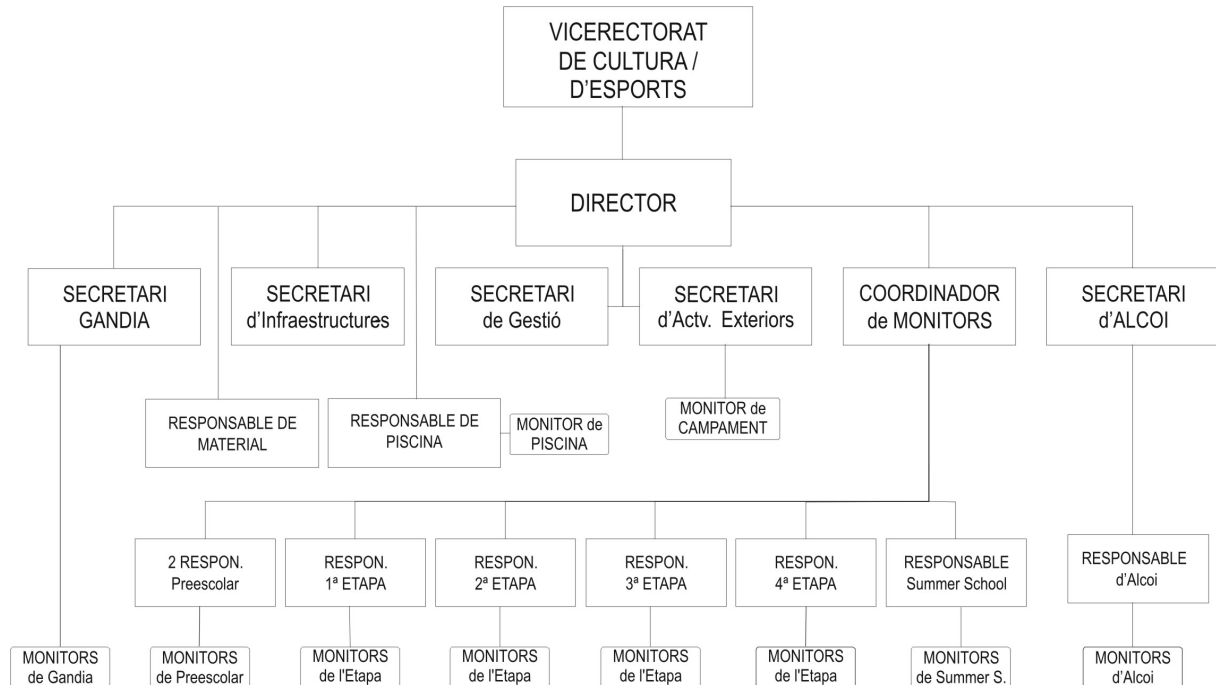 VICERECTORAT
DE CULTURA /
D'ESPORTS
DIRECTOR
SECRETARI
GANDIA
SECRETARI
d'Infraestructures
SECRETARI
de Gestió
SECRETARI
d'Actv. Exteriors
COORDINADOR
de MONITORS
SECRETARI
d'ALCOI
RESPONSABLE DE
MATERIAL
RESPONSABLE DE
PISCINA
MONITOR de
PISCINA
MONITOR de
CAMPAMENT
2 RESPON.
Preescolar
RESPON.
1ª ETAPA
RESPON.
2ª ETAPA
RESPON.
3ª ETAPA
RESPON.
4ª ETAPA
RESPONSABLE
Summer School
RESPONSABLE
d'Alcoi
MONITORS
de Gandia
MONITORS
de Preescolar
MONITORS
de l'Etapa
MONITORS
de l'Etapa
MONITORS
de l'Etapa
MONITORS
de l'Etapa
MONITORS
de Summer S.
MONITORS
d'Alcoi